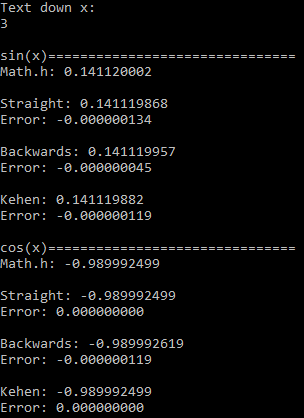 Text down x:
3
sin(x)===============================
Math.h: 0.141120002
Straight: 0.141119868
Error: -0.000000134
Backwards: 0.141119957
Error: -0.000000045
Kehen: 0.141119882
Error: -0.000000119
cos(x)===============================
Math.h: -0.989992499
Straight: -0.989992499
Error: 0.000000000
Backwards: -0.989992619
Error: -0.000000119
Kehen: -0.989992499
Error: 0.000000000